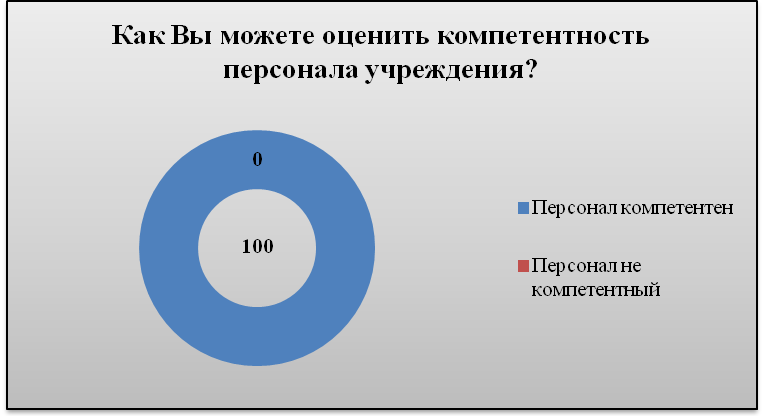 Как Вы можете оценить компетентность
персонала учреждения?
0
100
Персонал компетентен
Персонал не
компетентный